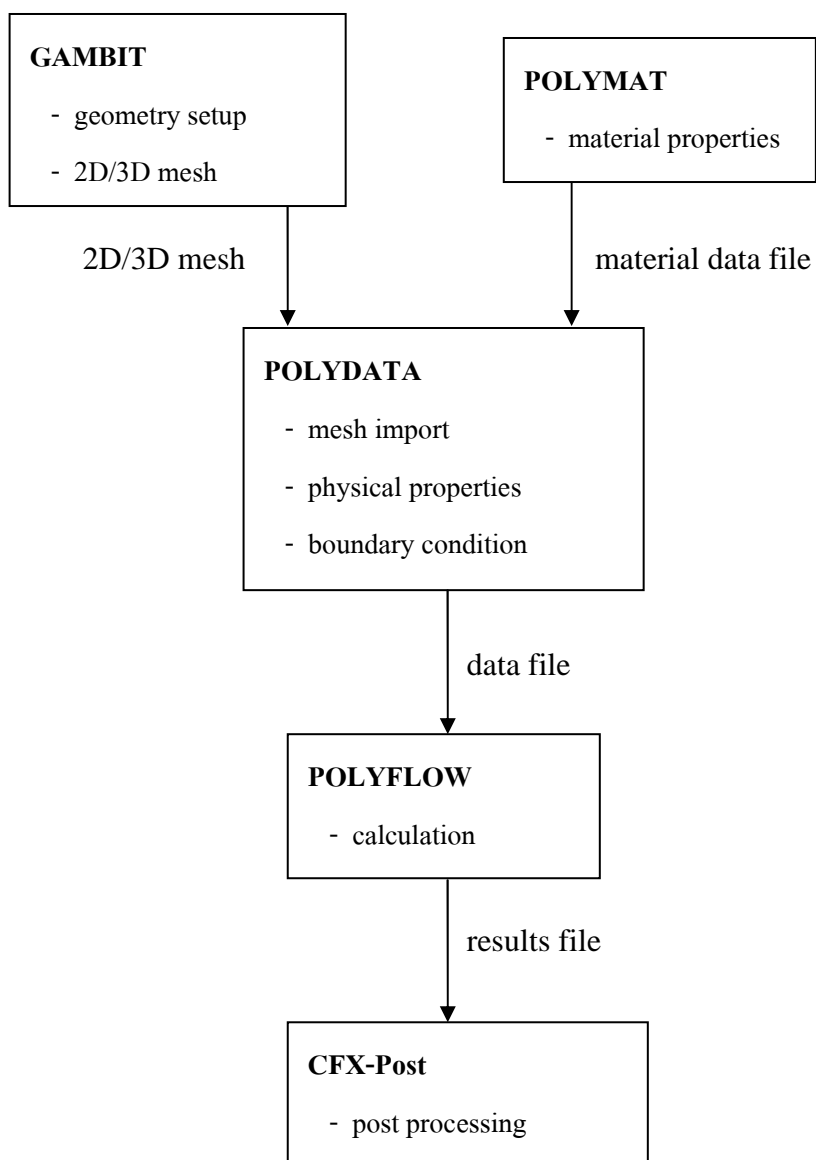 GAMBIT
- geometry setup
- 2D/3D mesh
POLYMAT
- material properties
2D/3D mesh
material data file
POLYDATA
- mesh import
- physical properties
- boundary condition
data file
POLYFLOW
- calculation
results file
CFX-Post
- post processing